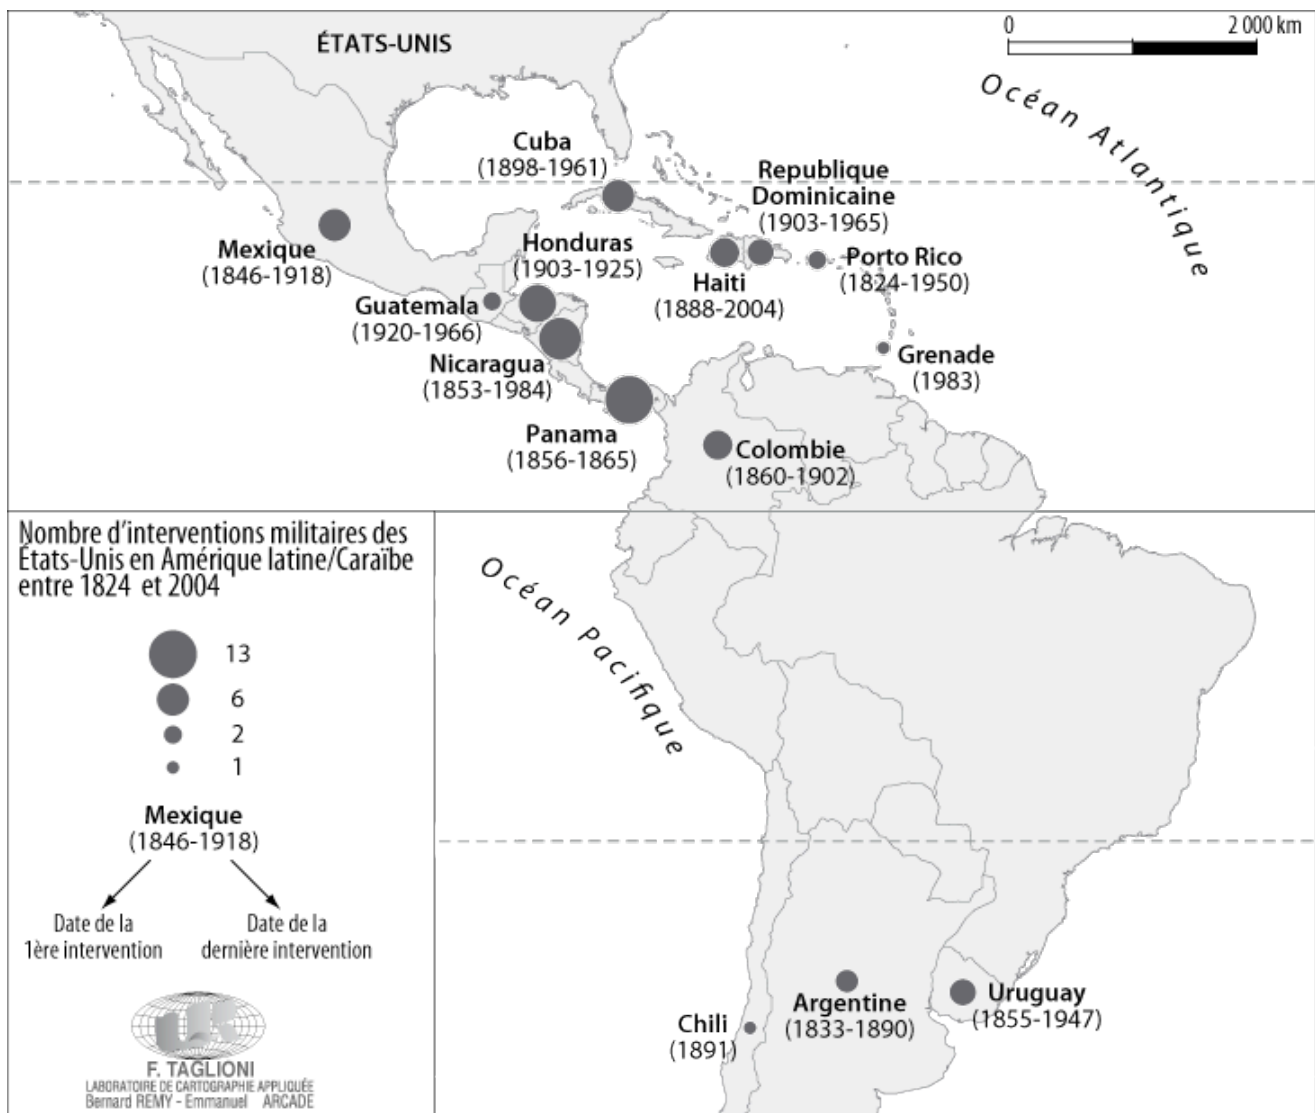 ÉTATS-UNIS
0 2 000 km
Océan Atlantique
Cuba
(1898-1961)
Republique
Dominicaine
(1903-1965)
Mexique
(1846-1918)
Honduras
(1903-1925)
Haiti
(1888-2004)
Porto Rico
(1824-1950)
Guatemala
(1920-1966)
Grenade
(1983)
Nicaragua
(1853-1984)
Panama
(1856-1865)
Colombie
(1860-1902)
Nombre d'interventions militaires des
États-Unis en Amérique latine/Caraïbe
entre 1824 et 2004
13
6
2
1
Mexique
(1846-1918)
Date de la
1ère intervention
Date de la
dernière intervention
F. TAGLIONI
LABORATOIRE DE CARTOGRAPHIE APPLIQUÉE
Bernard REMY - Emmanuel ARCADE
Océan Pacifique
Chili
(1891)
Argentine
(1833-1890)
Uruguay
(1855-1947)